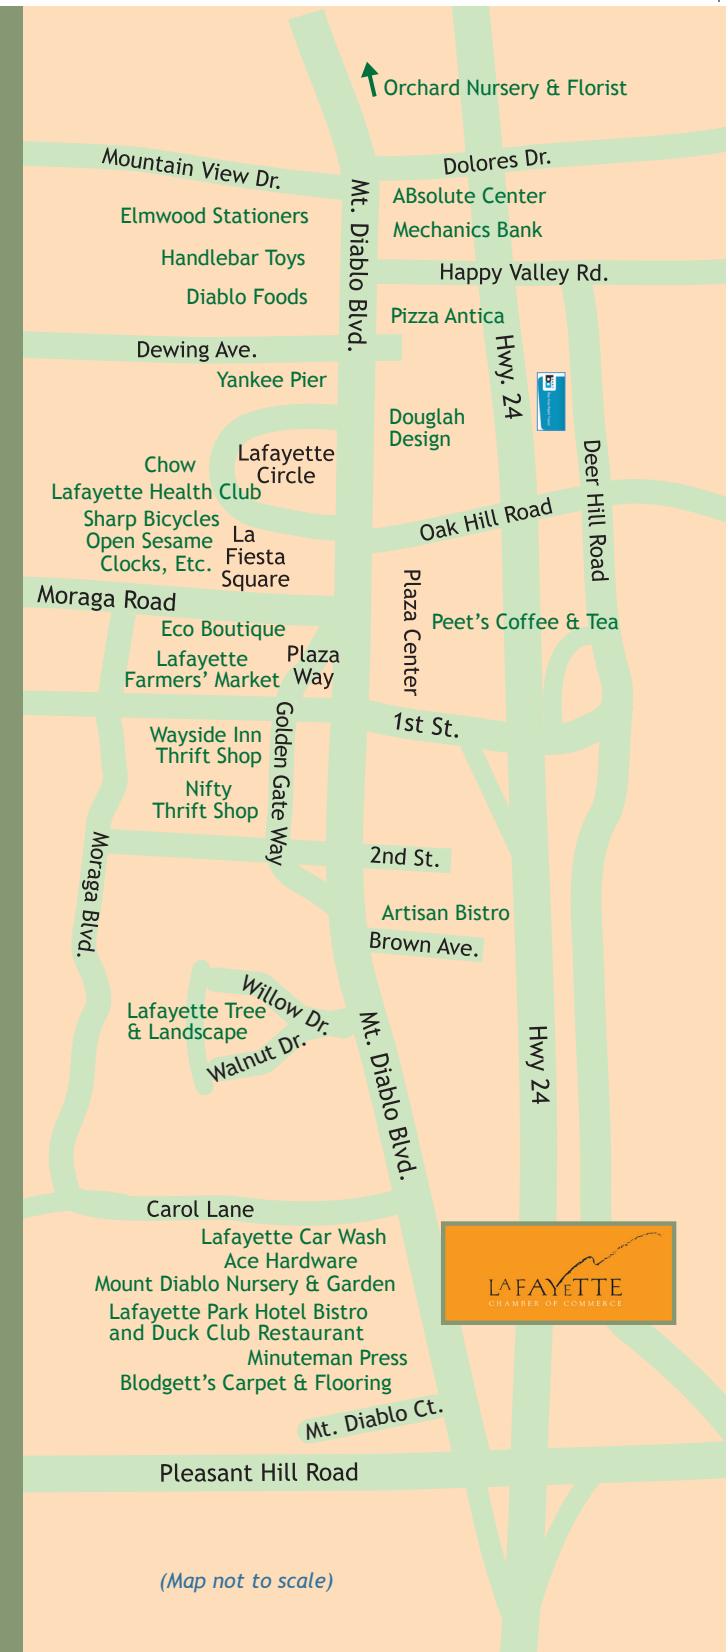 Orchard Nursery & Florist
Mountain View Dr.
Dolores Dr.
Mt. Diablo Blvd.
ABsolute Center
Elmwood Stationers
Mechanics Bank
Handlebar Toys
Happy Valley Rd.
Diablo Foods
Pizza Antica
Dewing Ave.
Hwy. 24
Yankee Pier
ba
Douglah
Design
Lafayette
Circle
Chow
Deer Hill Road
Lafayette Health Club
Oak Hill Road
Sharp Bicycles
Open Sesame
Clocks, Etc.
La
Fiesta
Square
Plaza Center
Moraga Road
Peet's Coffee & Tea
Eco Boutique
Plaza
Way
Lafayette
Farmers' Market
Golden Gate Way
1st St.
Wayside Inn
Thrift Shop
Nifty
Thrift Shop
Moraga Blvd.
2nd St.
Artisan Bistro
Brown Ave.
Willow Dr.
Lafayette Tree
& Landscape
Walnut Dr.
Mt. Diablo Blvd.
Hwy 24
Carol Lane
Lafayette Car Wash
Ace Hardware
Mount Diablo Nursery & Garden
LAFAYETTE
CHAMBER OF COMMERCE
Lafayette Park Hotel Bistro
and Duck Club Restaurant
Minuteman Press
Blodgett's Carpet & Flooring
Mt. Diablo Ct.
Pleasant Hill Road
(Map not to scale)